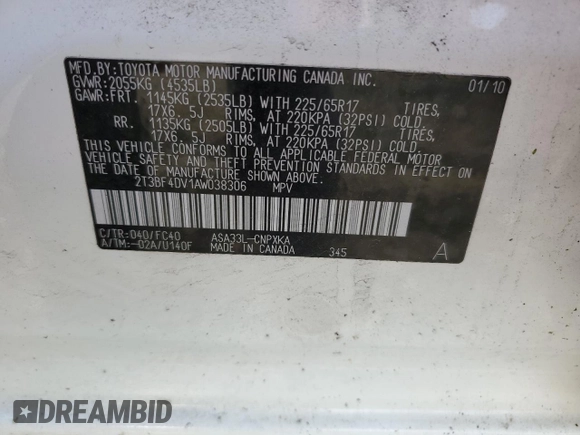 MFD. BY: TOYOTA MOTOR MANUFACTURING CANADA INC.
GVWR: 2055KG (4535LB) 01/10
GAWR: FRT. 1145KG (2535LB) WITH 225/65R17 TIRES,
17X6. 5J RIMS, AT 220KPA (32PSI) COLD.
RR. 1135KG (2505LB) WITH 225/65R17 TIRES,
17X6. 5J RIMS, AT 220KPA (32PSI) COLD.
THIS VEHICLE CONFORMS TO ALL APPLICABLE FEDERAL MOTOR
VEHICLE SAFETY AND BUMPER STANDARDS IN EFFECT ON
THE DATE OF MANUFACTURE SHOWN ABOVE.
2T3BF4DV1AW038306 MPV
C/TR: 040/FC40 ASA33L-CNPXKA
A/TM: -02A/U140F MADE IN CANADA 345 A
DREAMBID